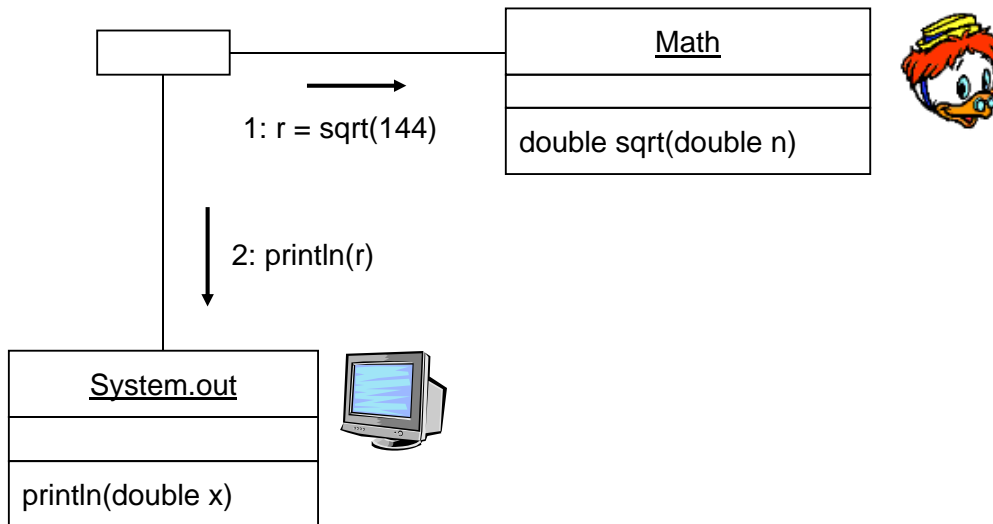 Math
1: r = sqrt(144)
double sqrt(double n)
2: println(r)
System.out
println(double x)